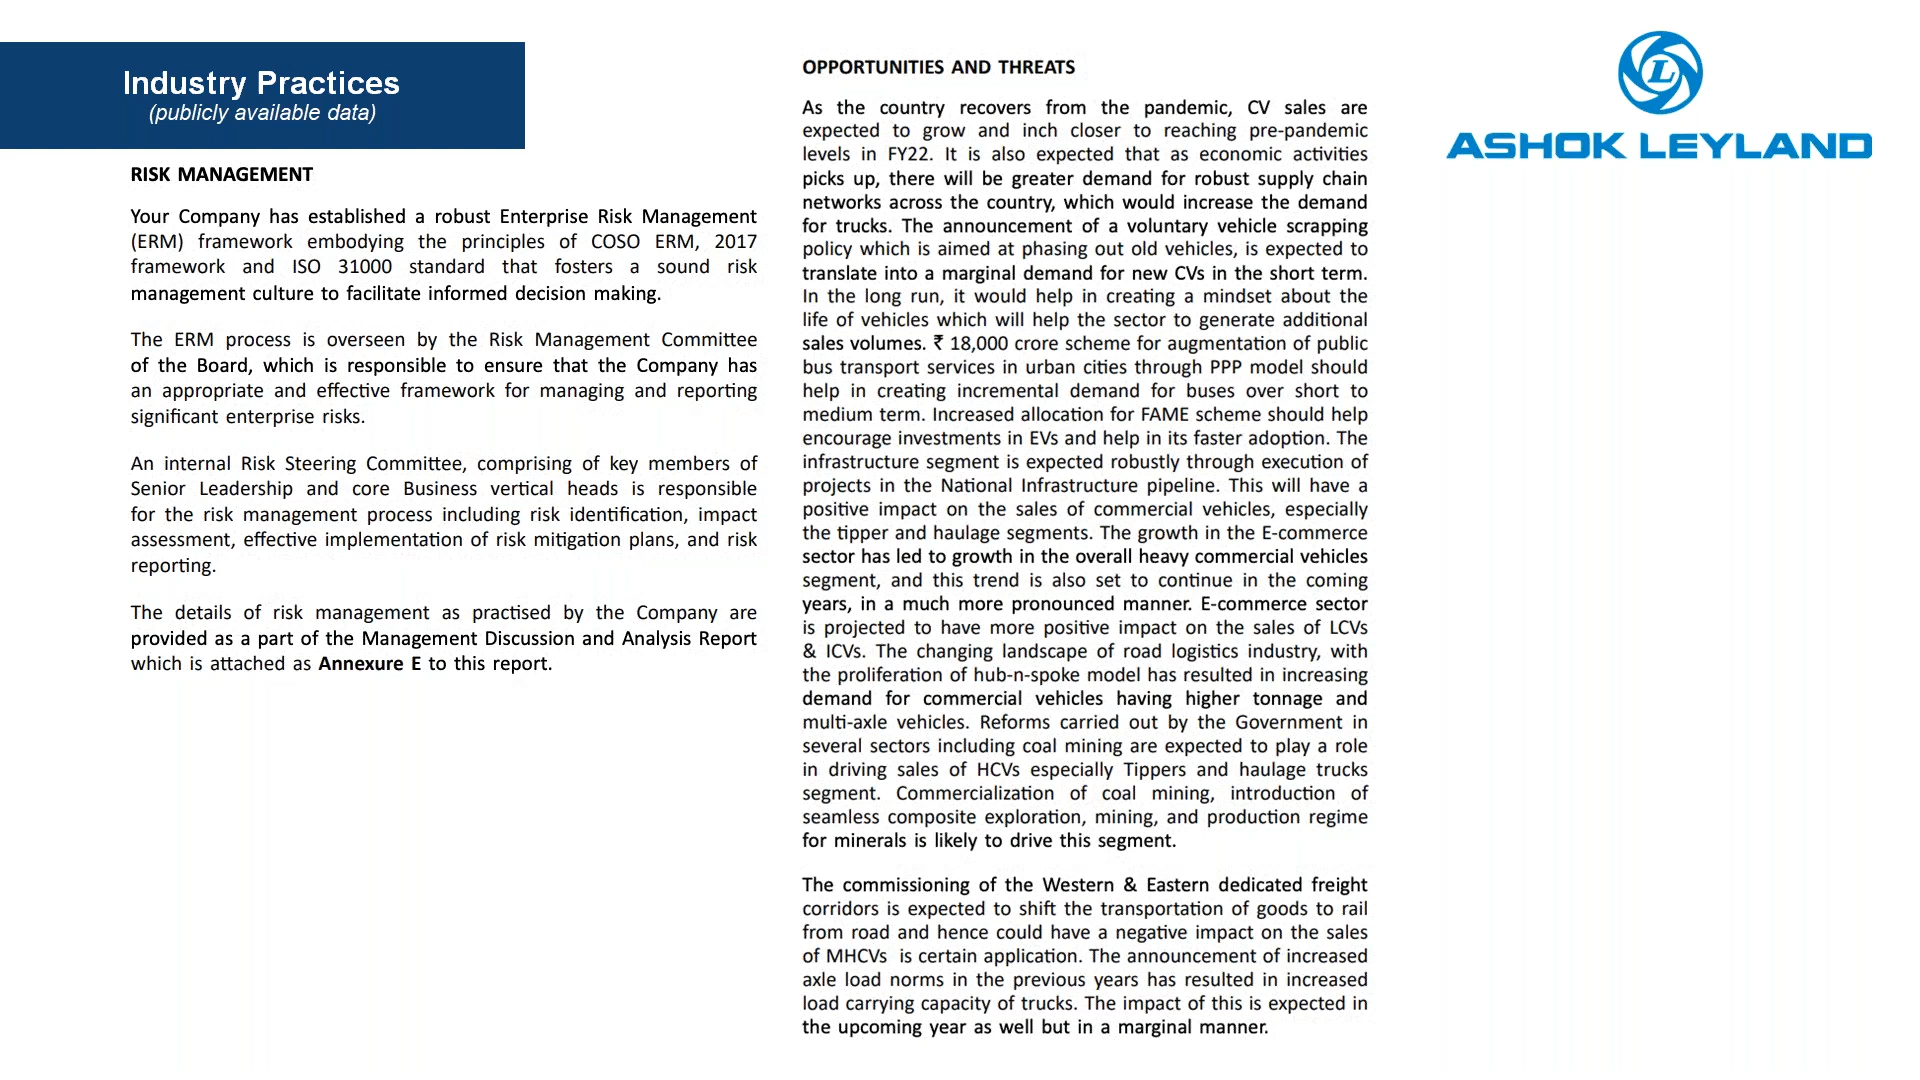 Industry Practices
(publicly available data)
RISK MANAGEMENT
Your Company has established a robust Enterprise Risk Management
(ERM) framework embodying the principles of COSO ERM, 2017
framework and ISO 31000 standard that fosters a sound risk
management culture to facilitate informed decision making.
The ERM process is overseen by the Risk Management Committee
of the Board, which is responsible to ensure that the Company has
an appropriate and effective framework for managing and reporting
significant enterprise risks.
An internal Risk Steering Committee, comprising of key members of
Senior Leadership and core Business vertical heads is responsible
for the risk management process including risk identification, impact
assessment, effective implementation of risk mitigation plans, and risk
reporting.
The details of risk management as practised by the Company are
provided as a part of the Management Discussion and Analysis Report
which is attached as Annexure E to this report.
OPPORTUNITIES AND THREATS
As the country recovers from the pandemic, CV sales are
expected to grow and inch closer to reaching pre-pandemic
levels in FY22. It is also expected that as economic activities
picks up, there will be greater demand for robust supply chain
networks across the country, which would increase the demand
for trucks. The announcement of a voluntary vehicle scrapping
policy which is aimed at phasing out old vehicles, is expected to
translate into a marginal demand for new CVs in the short term.
In the long run, it would help in creating a mindset about the
life of vehicles which will help the sector to generate additional
sales volumes. ₹ 18,000 crore scheme for augmentation of public
bus transport services in urban cities through PPP model should
help in creating incremental demand for buses over short to
medium term. Increased allocation for FAME scheme should help
encourage investments in EVs and help in its faster adoption. The
infrastructure segment is expected robustly through execution of
projects in the National Infrastructure pipeline. This will have a
positive impact on the sales of commercial vehicles, especially
the tipper and haulage segments. The growth in the E-commerce
sector has led to growth in the overall heavy commercial vehicles
segment, and this trend is also set to continue in the coming
years, in a much more pronounced manner. E-commerce sector
is projected to have more positive impact on the sales of LCVs
& ICVs. The changing landscape of road logistics industry, with
the proliferation of hub-n-spoke model has resulted in increasing
demand for commercial vehicles having higher tonnage and
multi-axle vehicles. Reforms carried out by the Government in
several sectors including coal mining are expected to play a role
in driving sales of HCVs especially Tippers and haulage trucks
segment. Commercialization of coal mining, introduction of
seamless composite exploration, mining, and production regime
for minerals is likely to drive this segment.
The commissioning of the Western & Eastern dedicated freight
corridors is expected to shift the transportation of goods to rail
from road and hence could have a negative impact on the sales
of MHCVs is certain application. The announcement of increased
axle load norms in the previous years has resulted in increased
load carrying capacity of trucks. The impact of this is expected in
the upcoming year as well but in a marginal manner.
L
ASHOK LEYLAND